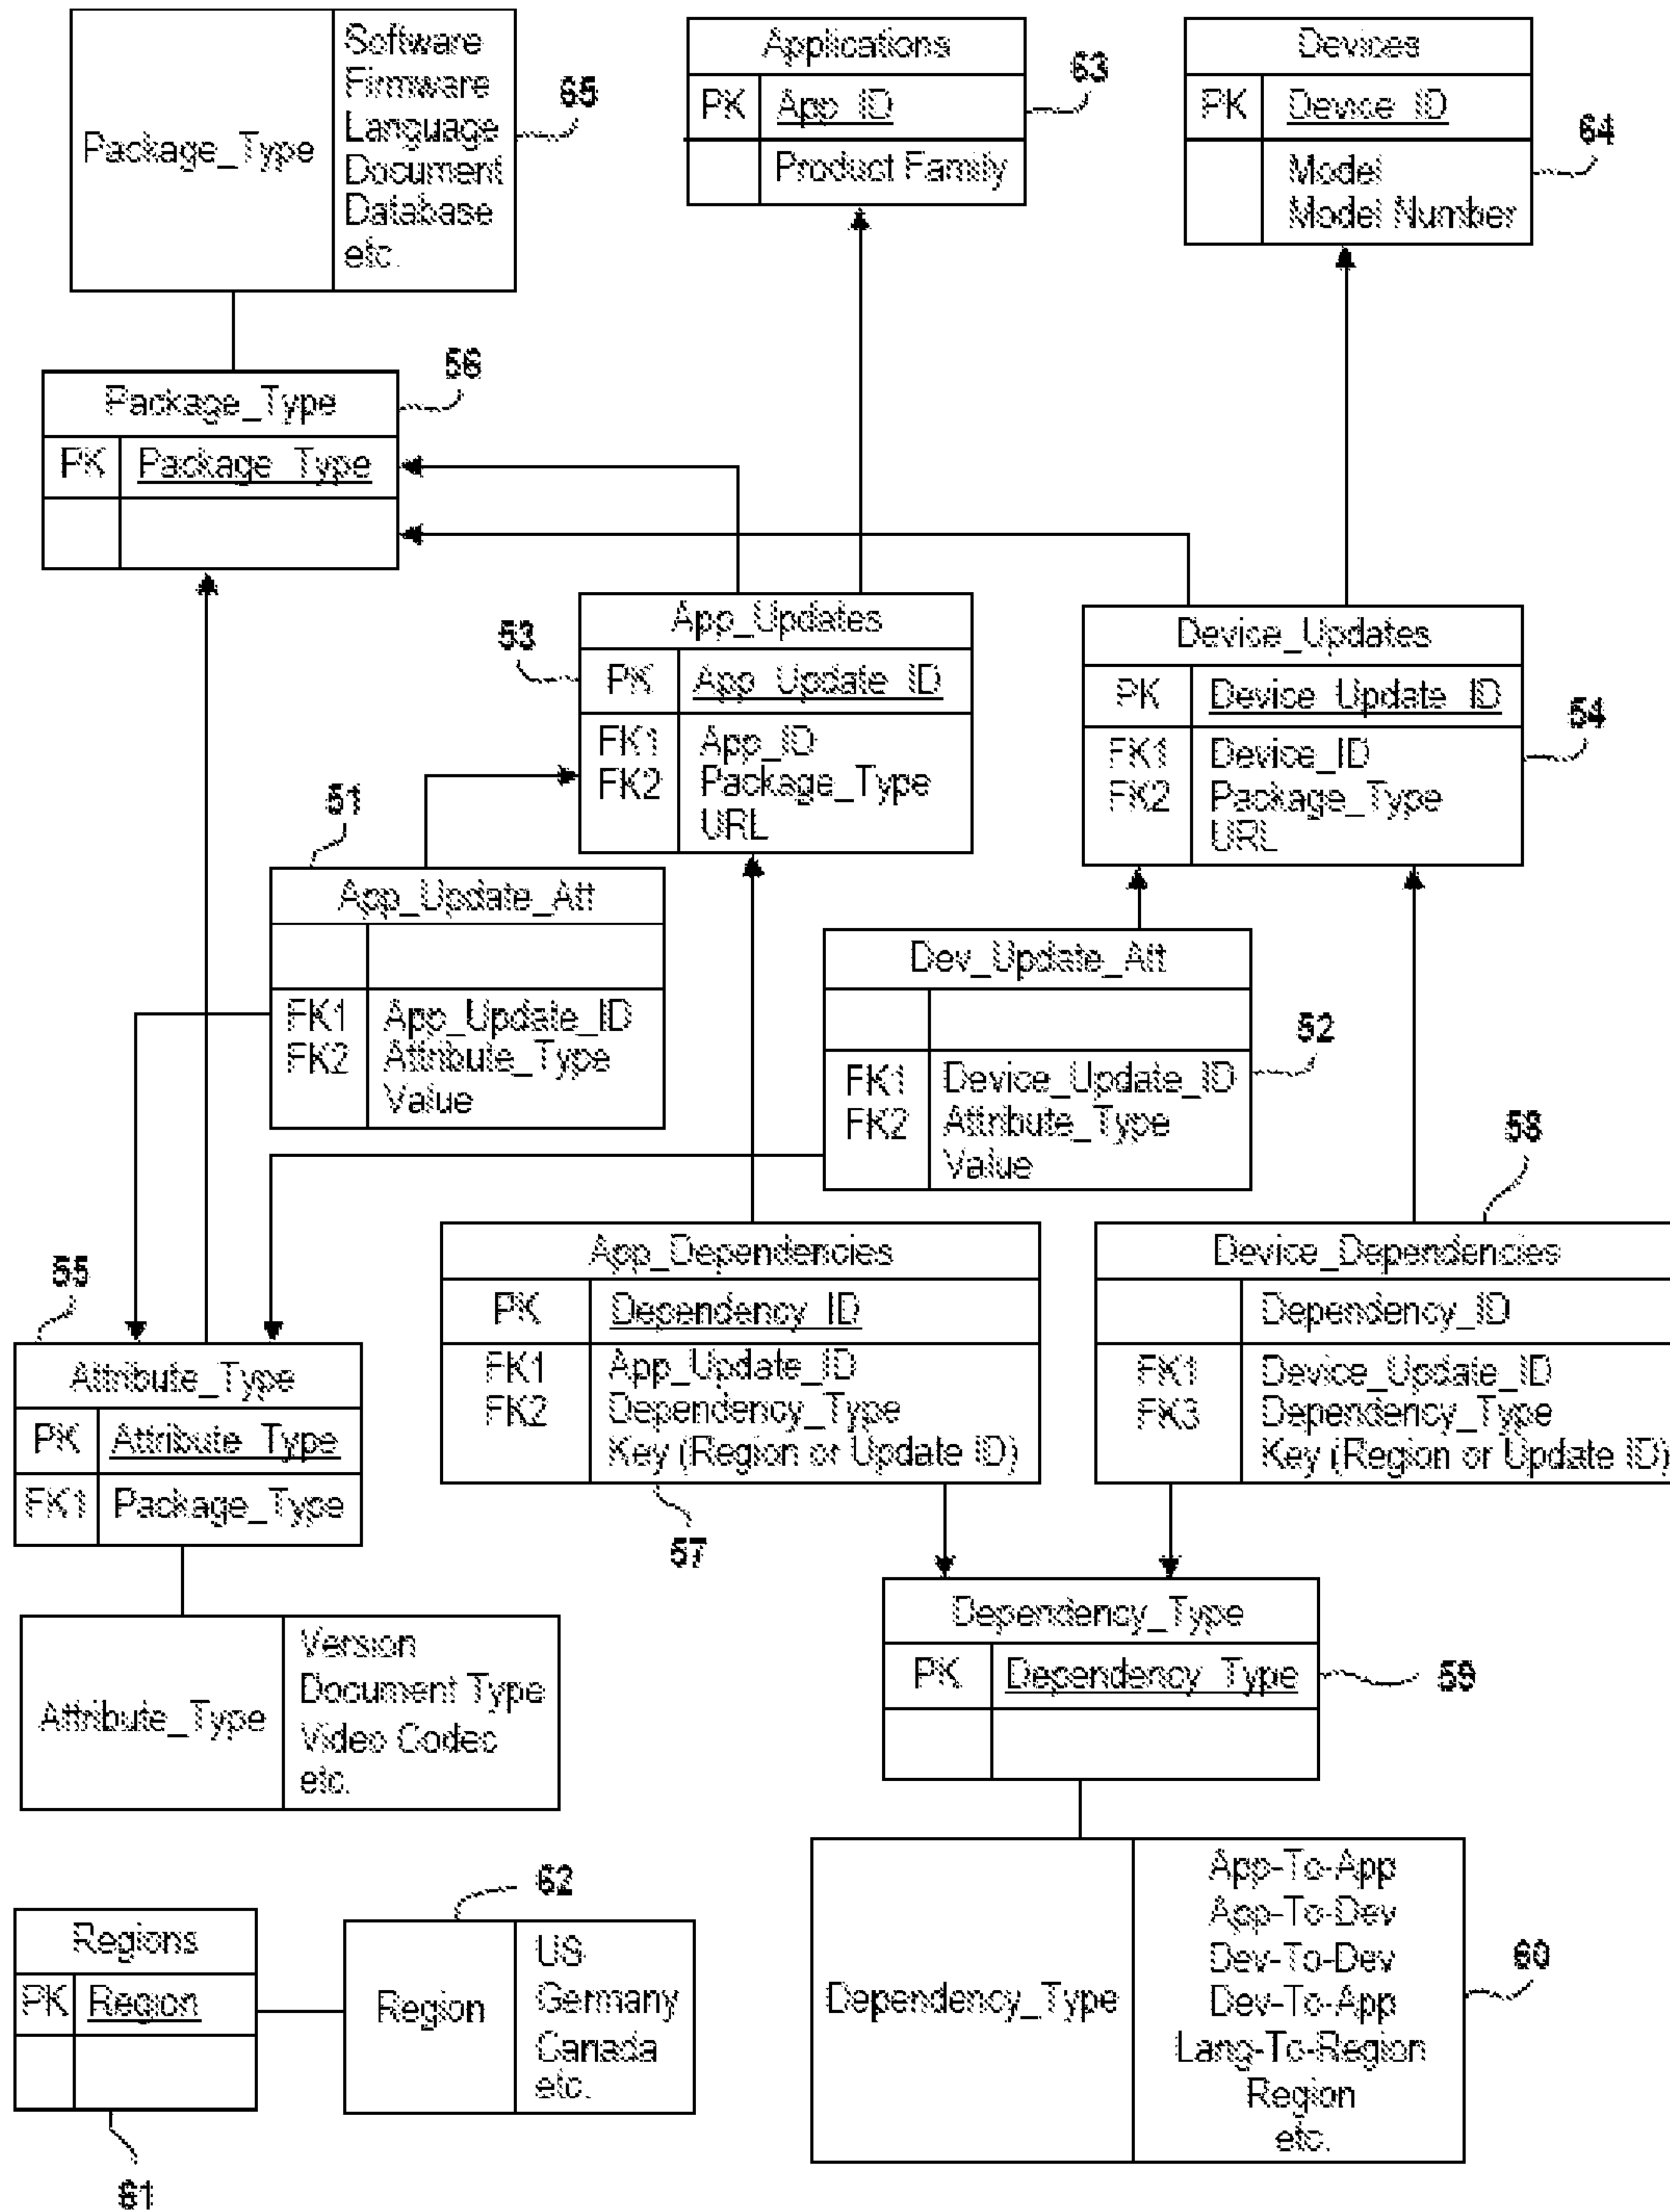 Package_Type
Software
Firmware
Language
Document
Database
etc.
65
Applications
PK App_ID
Product Family
63
Devices
PK Device_ID
Model
Model Number
64
56
Package_Type
PK Package_Type
53
App_Updates
PK App_Update_ID
FK1 App_ID
FK2 Package_Type
URL
Device_Updates
PK Device_Update_ID
FK1 Device_ID
FK2 Package_Type
URL
54
51
App_Update_Att
FK1 App_Update_ID
FK2 Attribute_Type
Value
Dev_Update_Att
FK1 Device_Update_ID
FK2 Attribute_Type
Value
52
58
App_Dependencies
PK Dependency_ID
FK1 App_Update_ID
FK2 Dependency_Type
Key (Region or Update ID)
57
Device_Dependencies
Dependency_ID
FK1 Device_Update_ID
FK3 Dependency_Type
Key (Region or Update ID)
55
Attribute_Type
PK Attribute_Type
FK1 Package_Type
Attribute_Type
Version
Document Type
Video Codec
etc.
Dependency_Type
PK Dependency_Type
59
Dependency_Type
App-To-App
App-To-Dev
Dev-To-Dev
Dev-To-App
Lang-To-Region
Region
etc.
60
Regions
PK Region
61
62
Region
US
Germany
Canada
etc.